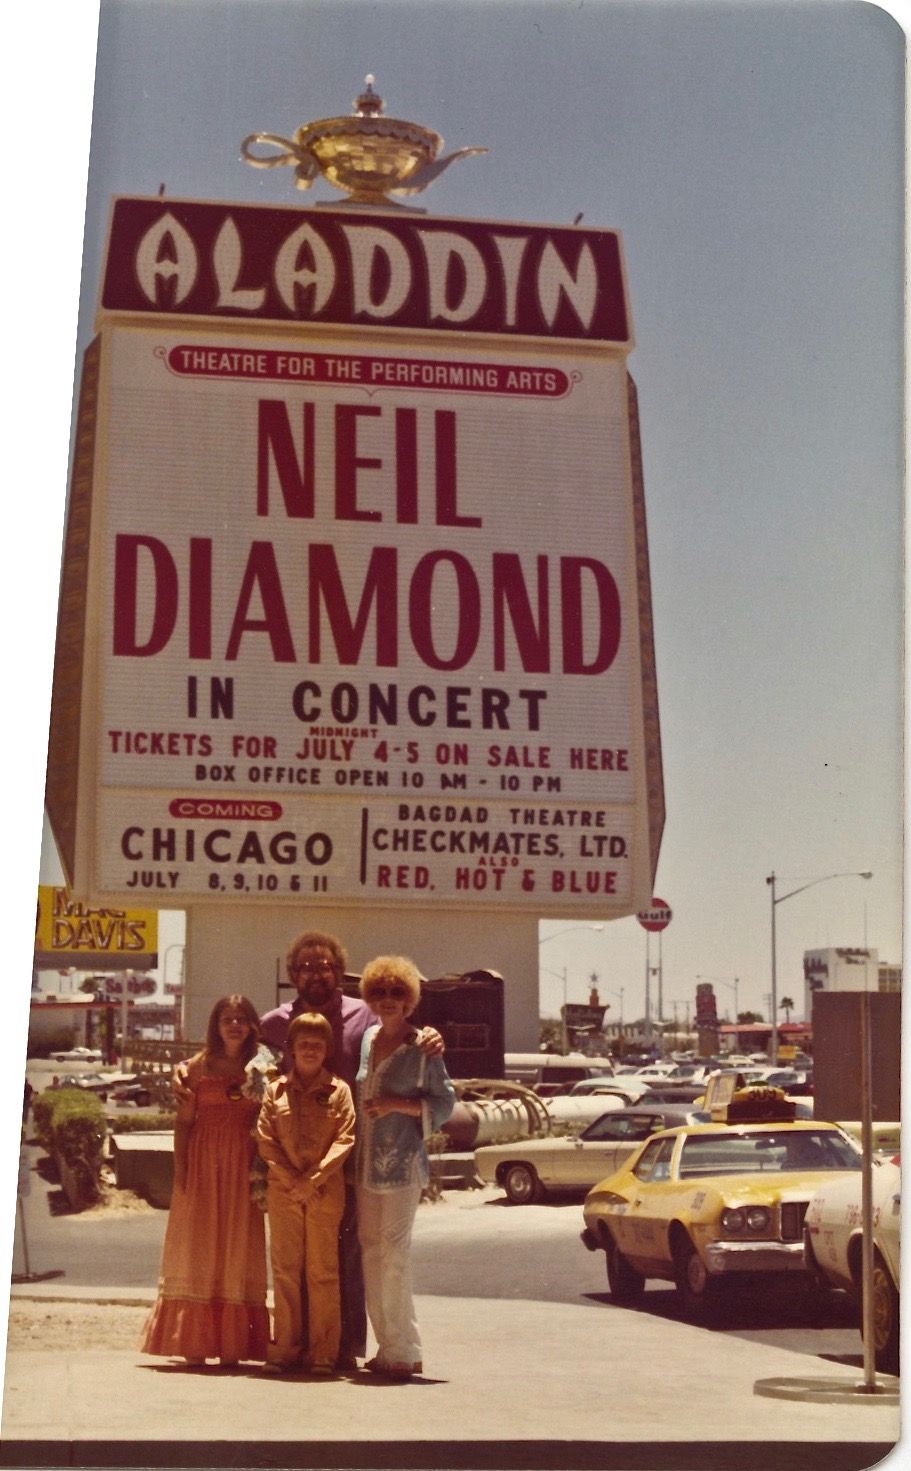 ALADDIN
THEATRE FOR THE PERFORMING ARTS
NEIL
DIAMOND
IN CONCERT
MIDNIGHT
TICKETS FOR JULY 4-5 ON SALE HERE
BOX OFFICE OPEN 10 AM - 10 PM
COMING
CHICAGO
JULY 8, 9, 10 & 11
BAGDAD THEATRE
CHECKMATES, LTD.
ALSO
RED, HOT & BLUE
MAC
DAVIS
Gulf
309